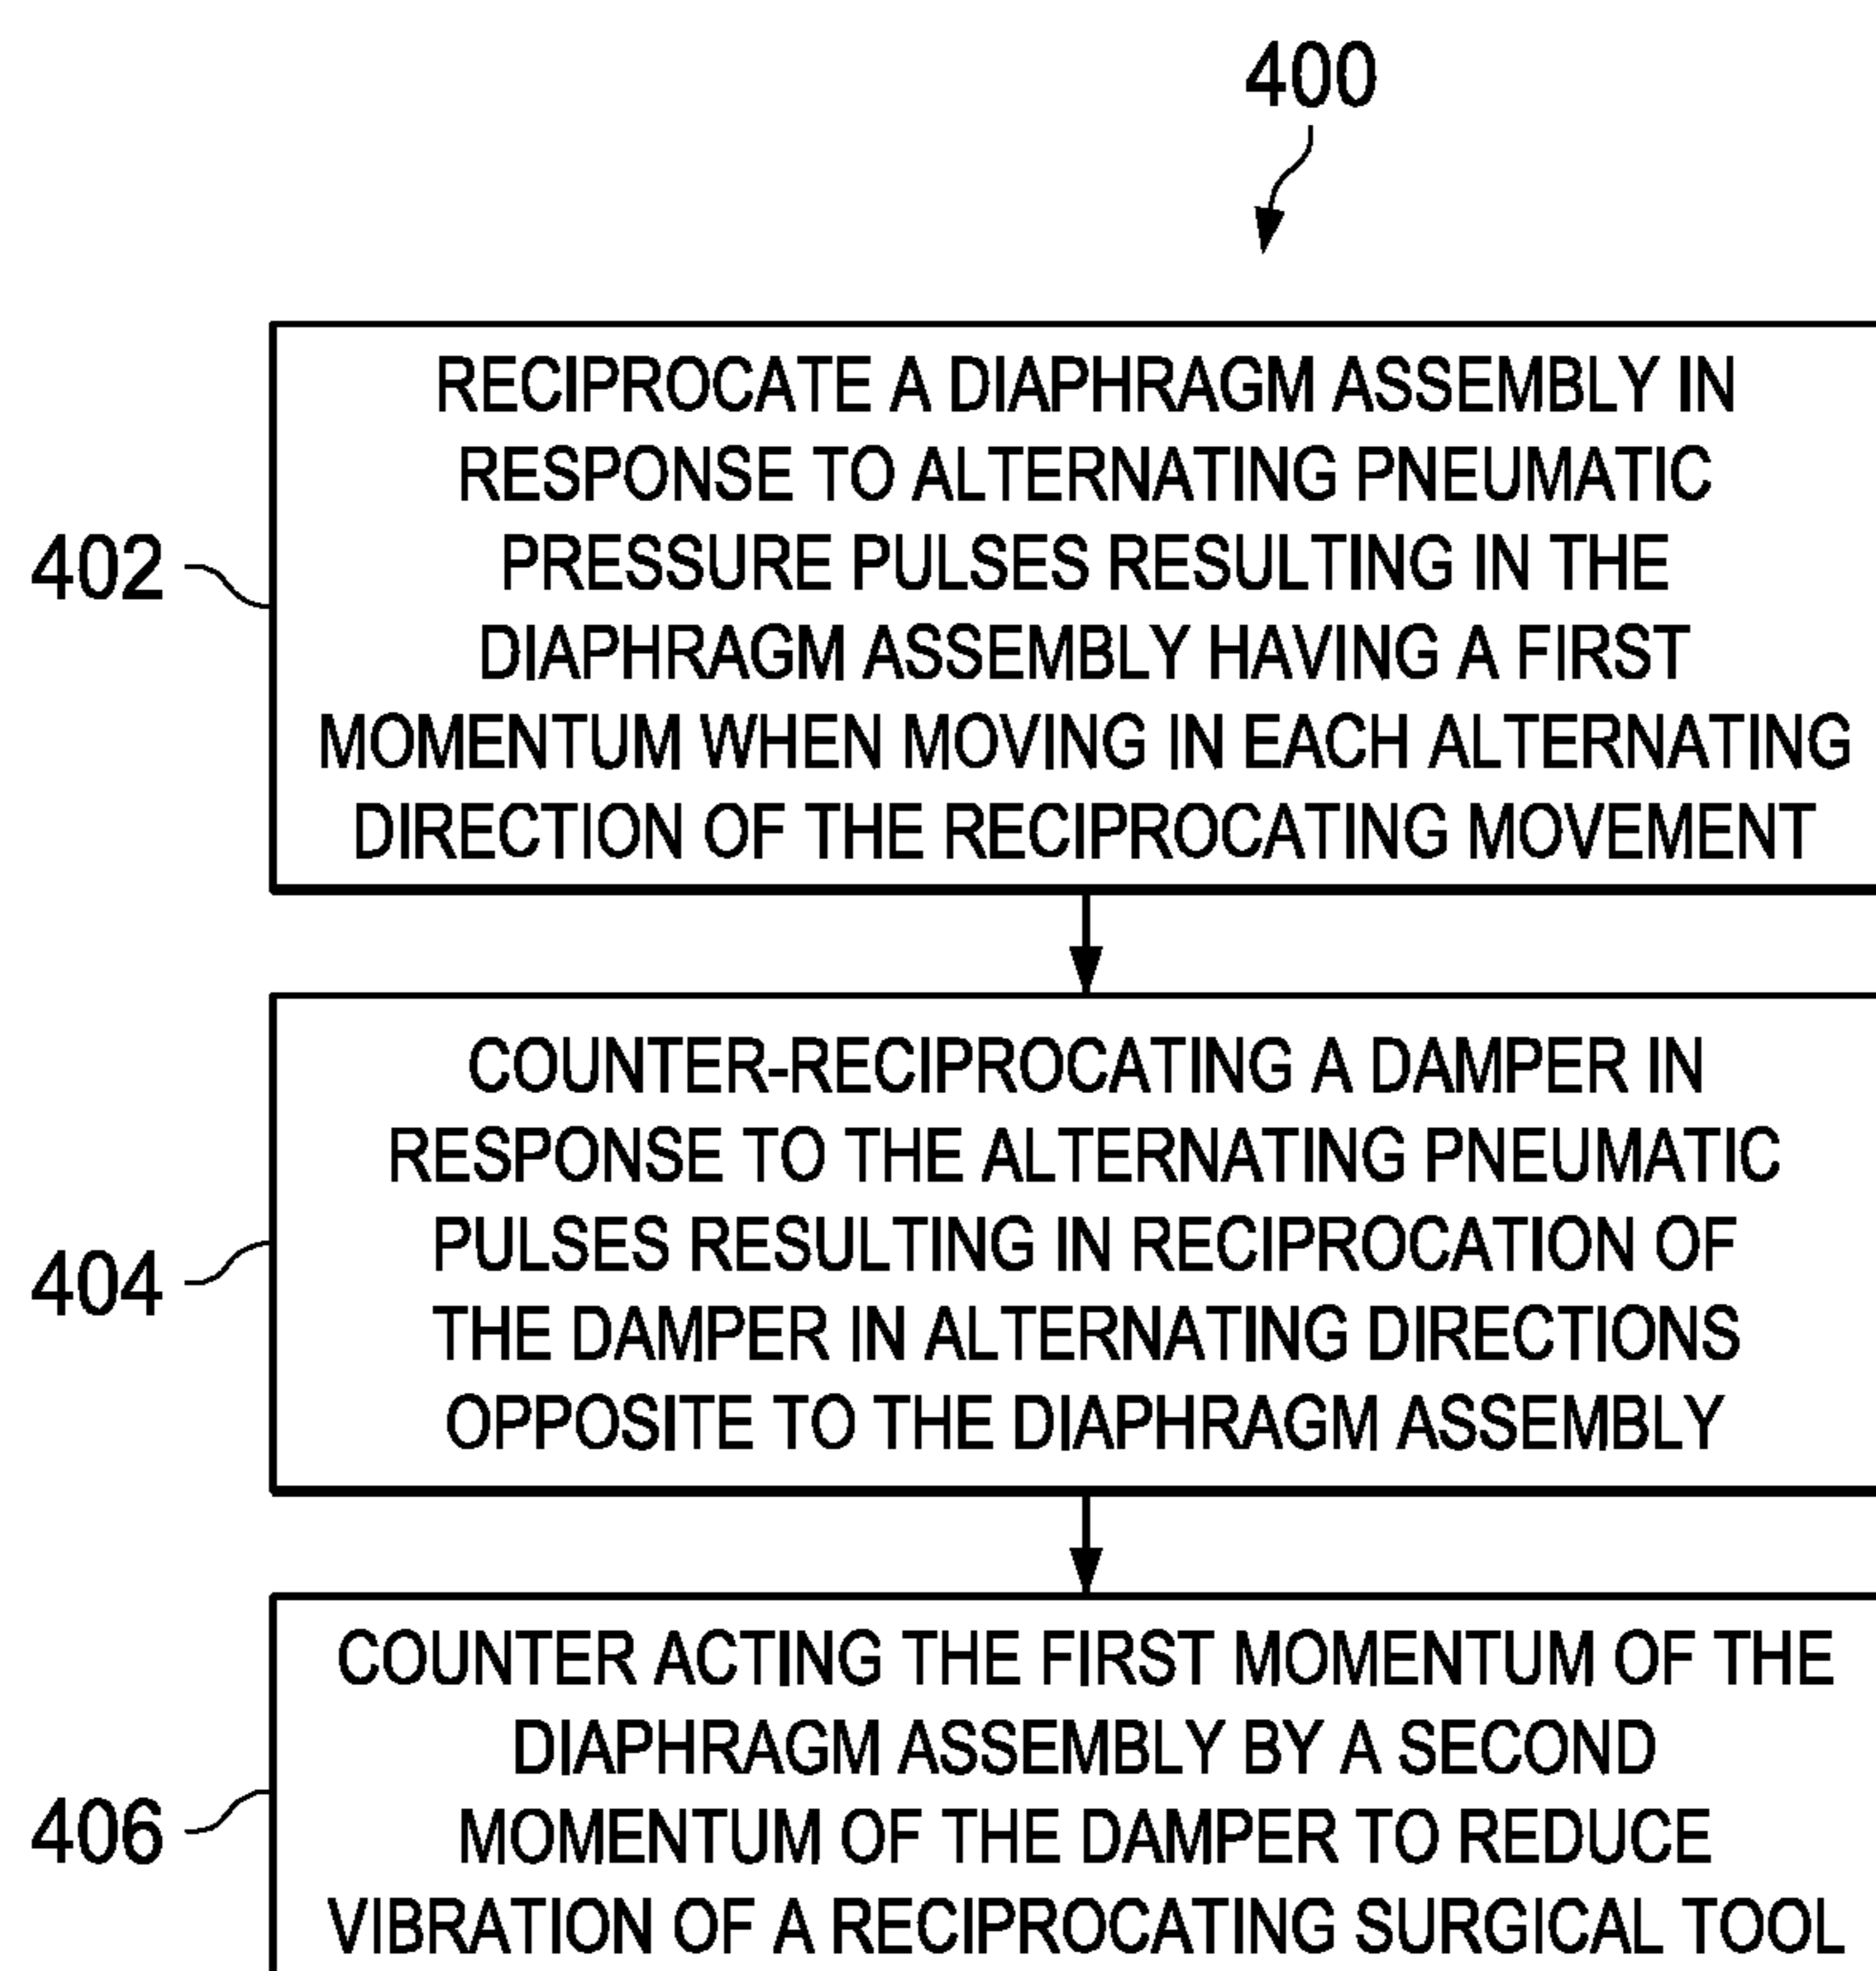 400
402
RECIPROCATE A DIAPHRAGM ASSEMBLY IN
RESPONSE TO ALTERNATING PNEUMATIC
PRESSURE PULSES RESULTING IN THE
DIAPHRAGM ASSEMBLY HAVING A FIRST
MOMENTUM WHEN MOVING IN EACH ALTERNATING
DIRECTION OF THE RECIPROCATING MOVEMENT
404
COUNTER-RECIPROCATING A DAMPER IN
RESPONSE TO THE ALTERNATING PNEUMATIC
PULSES RESULTING IN RECIPROCATION OF
THE DAMPER IN ALTERNATING DIRECTIONS
OPPOSITE TO THE DIAPHRAGM ASSEMBLY
406
COUNTER ACTING THE FIRST MOMENTUM OF THE
DIAPHRAGM ASSEMBLY BY A SECOND
MOMENTUM OF THE DAMPER TO REDUCE
VIBRATION OF A RECIPROCATING SURGICAL TOOL